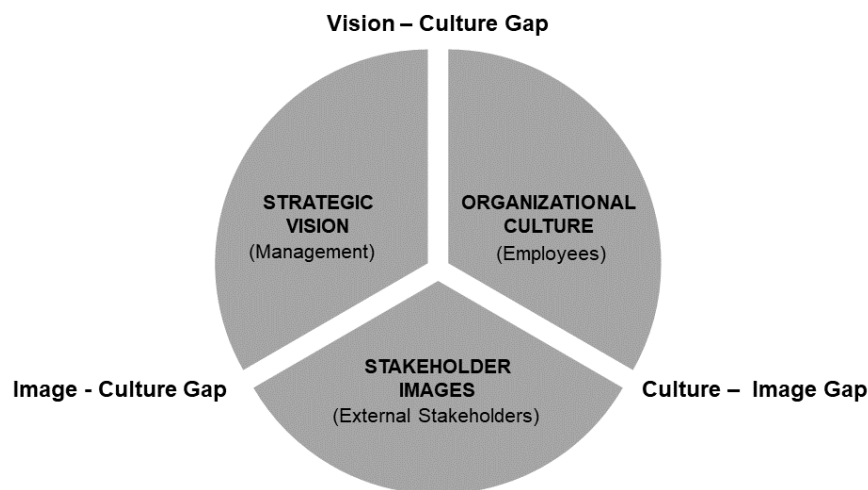 Vision – Culture Gap
STRATEGIC
VISION
(Management)
ORGANIZATIONAL
CULTURE
(Employees)
STAKEHOLDER
IMAGES
(External Stakeholders)
Image - Culture Gap
Culture – Image Gap